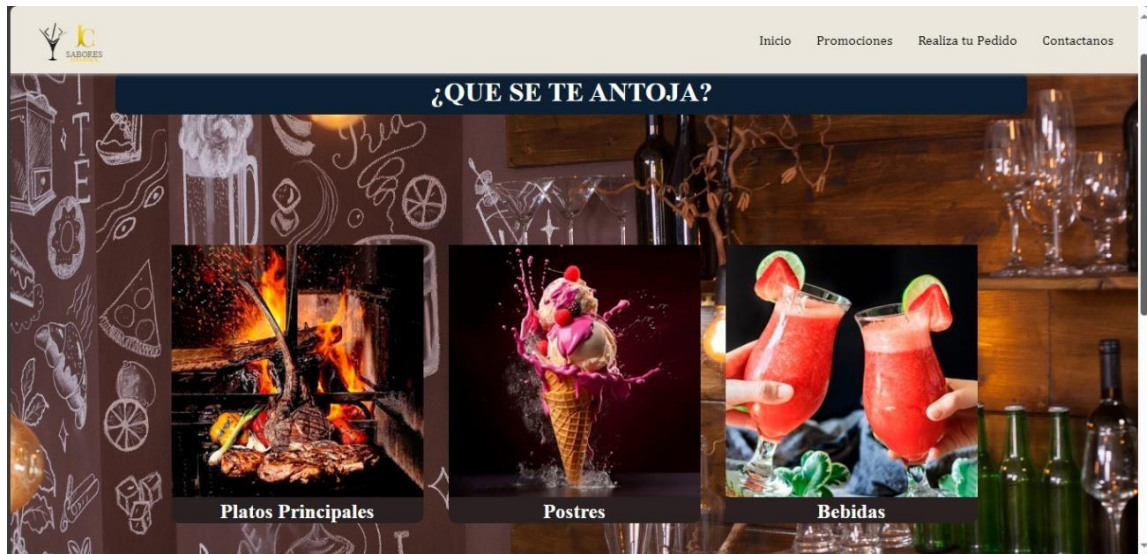 JC
SABORES
Inicio
Promociones
Realiza tu Pedido
Contactanos
¿QUE SE TE ANTOJA?
Platos Principales
Postres
Bebidas